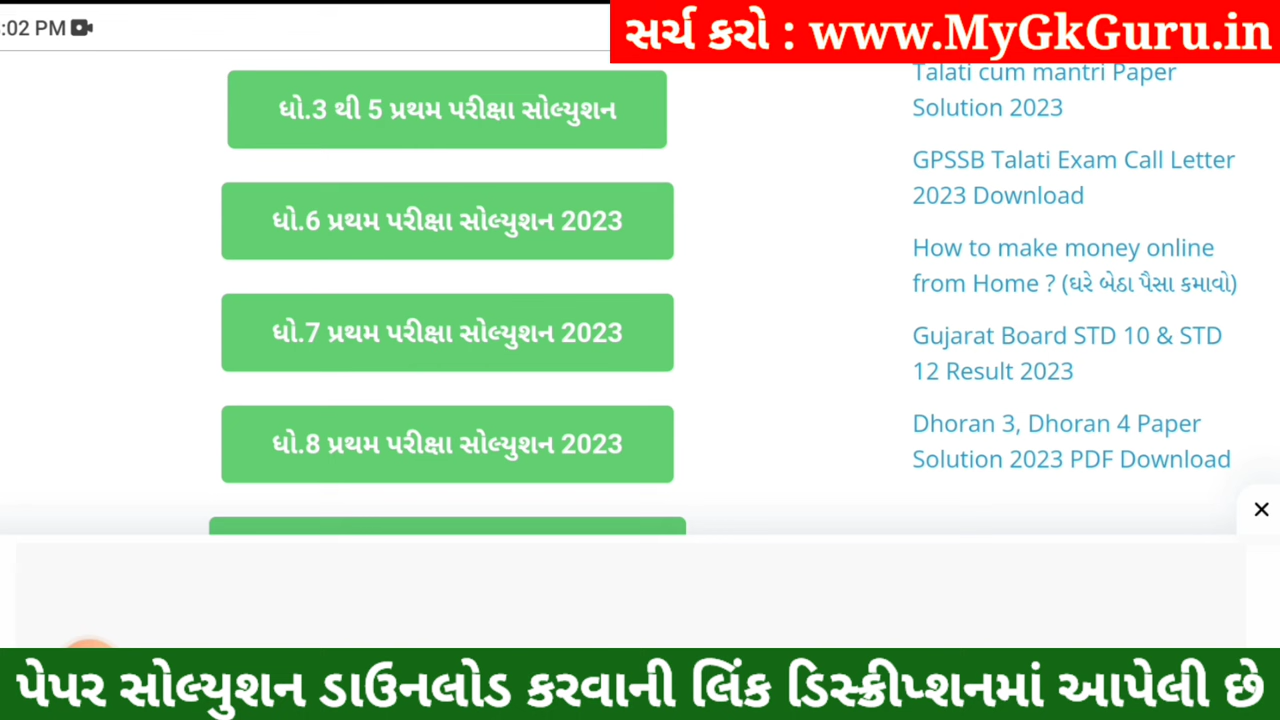 :02 PM
સર્ચ કરો : www.MyGkGuru.in
ધો.3 થી 5 પ્રથમ પરીક્ષા સોલ્યુશન
ધો.6 પ્રથમ પરીક્ષા સોલ્યુશન 2023
ધો.7 પ્રથમ પરીક્ષા સોલ્યુશન 2023
ધો.8 પ્રથમ પરીક્ષા સોલ્યુશન 2023
Talati cum mantri Paper
Solution 2023
GPSSB Talati Exam Call Letter
2023 Download
How to make money online
from Home ? (ઘરે બેઠા પૈસા કમાવો)
Gujarat Board STD 10 & STD
12 Result 2023
Dhoran 3, Dhoran 4 Paper
Solution 2023 PDF Download
પેપર સોલ્યુશન ડાઉનલોડ કરવાની લિંક ડિસ્ક્રીપ્શનમાં આપેલી છે